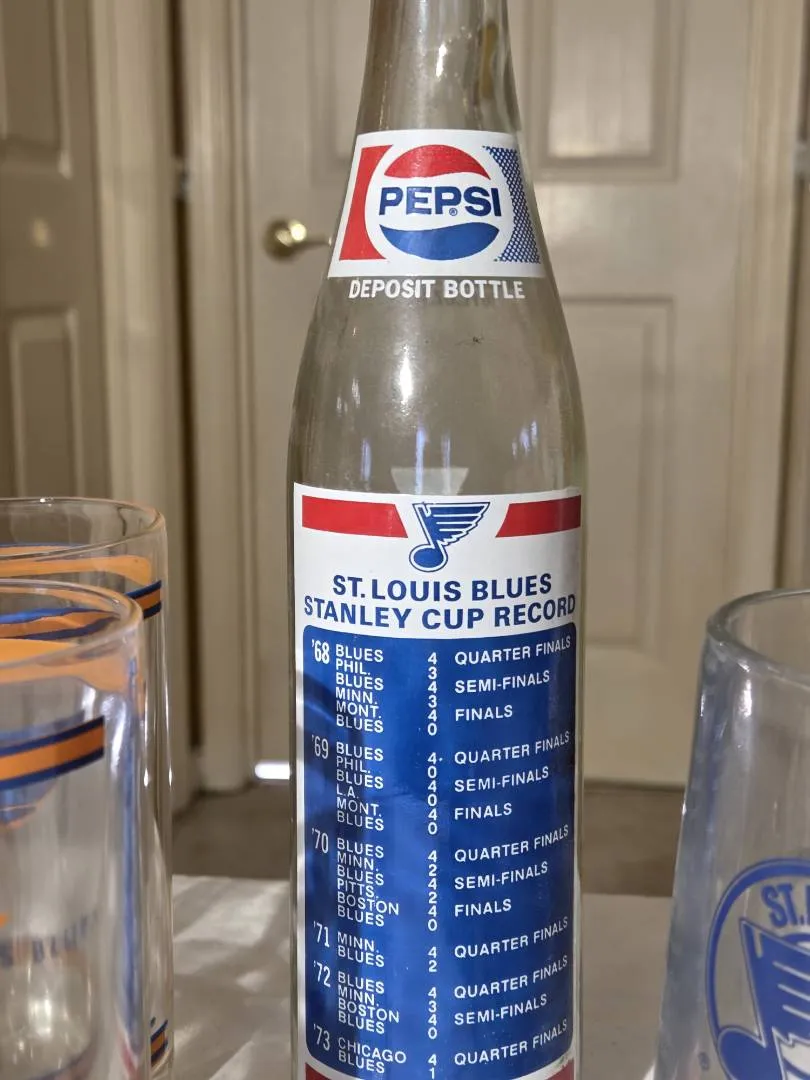 PEPSI®
DEPOSIT BOTTLE
ST. LOUIS BLUES
STANLEY CUP RECORD
'68 BLUES 4 QUARTER FINALS
PHIL. 3
BLUES 4 SEMI-FINALS
MINN. 3
MONT. 4 FINALS
BLUES 0
'69 BLUES 4 QUARTER FINALS
PHIL. 0
BLUES 4 SEMI-FINALS
L.A. 0
MONT. 4 FINALS
BLUES 0
'70 BLUES 4 QUARTER FINALS
MINN. 2
BLUES 4 SEMI-FINALS
PITTS. 2
BOSTON 4 FINALS
BLUES 0
'71 MINN. 4 QUARTER FINALS
BLUES 2
'72 BLUES 4 QUARTER FINALS
MINN. 3
BOSTON 4 SEMI-FINALS
BLUES 0
'73 CHICAGO 4 QUARTER FINALS
BLUES 1
S BLUES
ST.